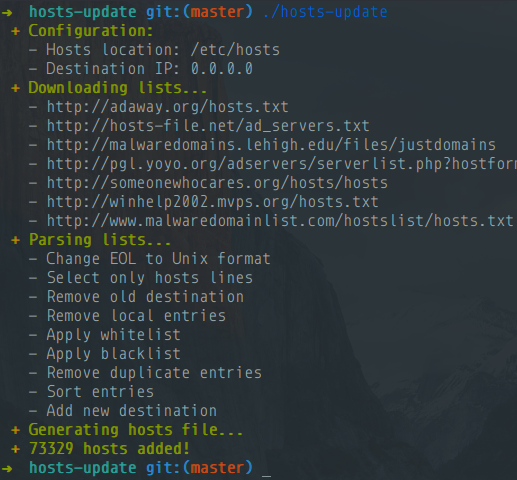 ➜ hosts-update git:(master) ./hosts-update
+ Configuration:
- Hosts location: /etc/hosts
- Destination IP: 0.0.0.0
+ Downloading lists...
- http://adaway.org/hosts.txt
- http://hosts-file.net/ad_servers.txt
- http://malwaredomains.lehigh.edu/files/justdomains
- http://pgl.yoyo.org/adservers/serverlist.php?hostform
- http://someonewhocares.org/hosts/hosts
- http://winhelp2002.mvps.org/hosts.txt
- http://www.malwaredomainlist.com/hostslist/hosts.txt
+ Parsing lists...
- Change EOL to Unix format
- Select only hosts lines
- Remove old destination
- Remove local entries
- Apply whitelist
- Apply blacklist
- Remove duplicate entries
- Sort entries
- Add new destination
+ Generating hosts file...
+ 73329 hosts added!
➜ hosts-update git:(master) _